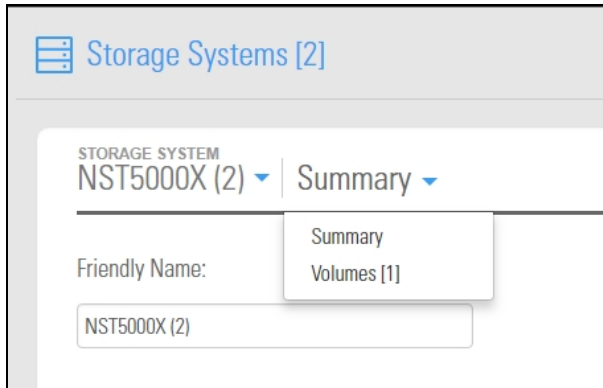 Storage Systems [2]
STORAGE SYSTEM
NST5000X (2)
Summary
Summary
Volumes [1]
Friendly Name:
NST5000X (2)